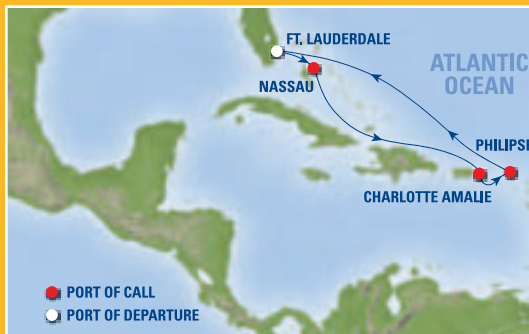 FT. LAUDERDALE
ATLANTIC
OCEAN
NASSAU
PHILIPS
CHARLOTTE AMALIE
PORT OF CALL
PORT OF DEPARTURE